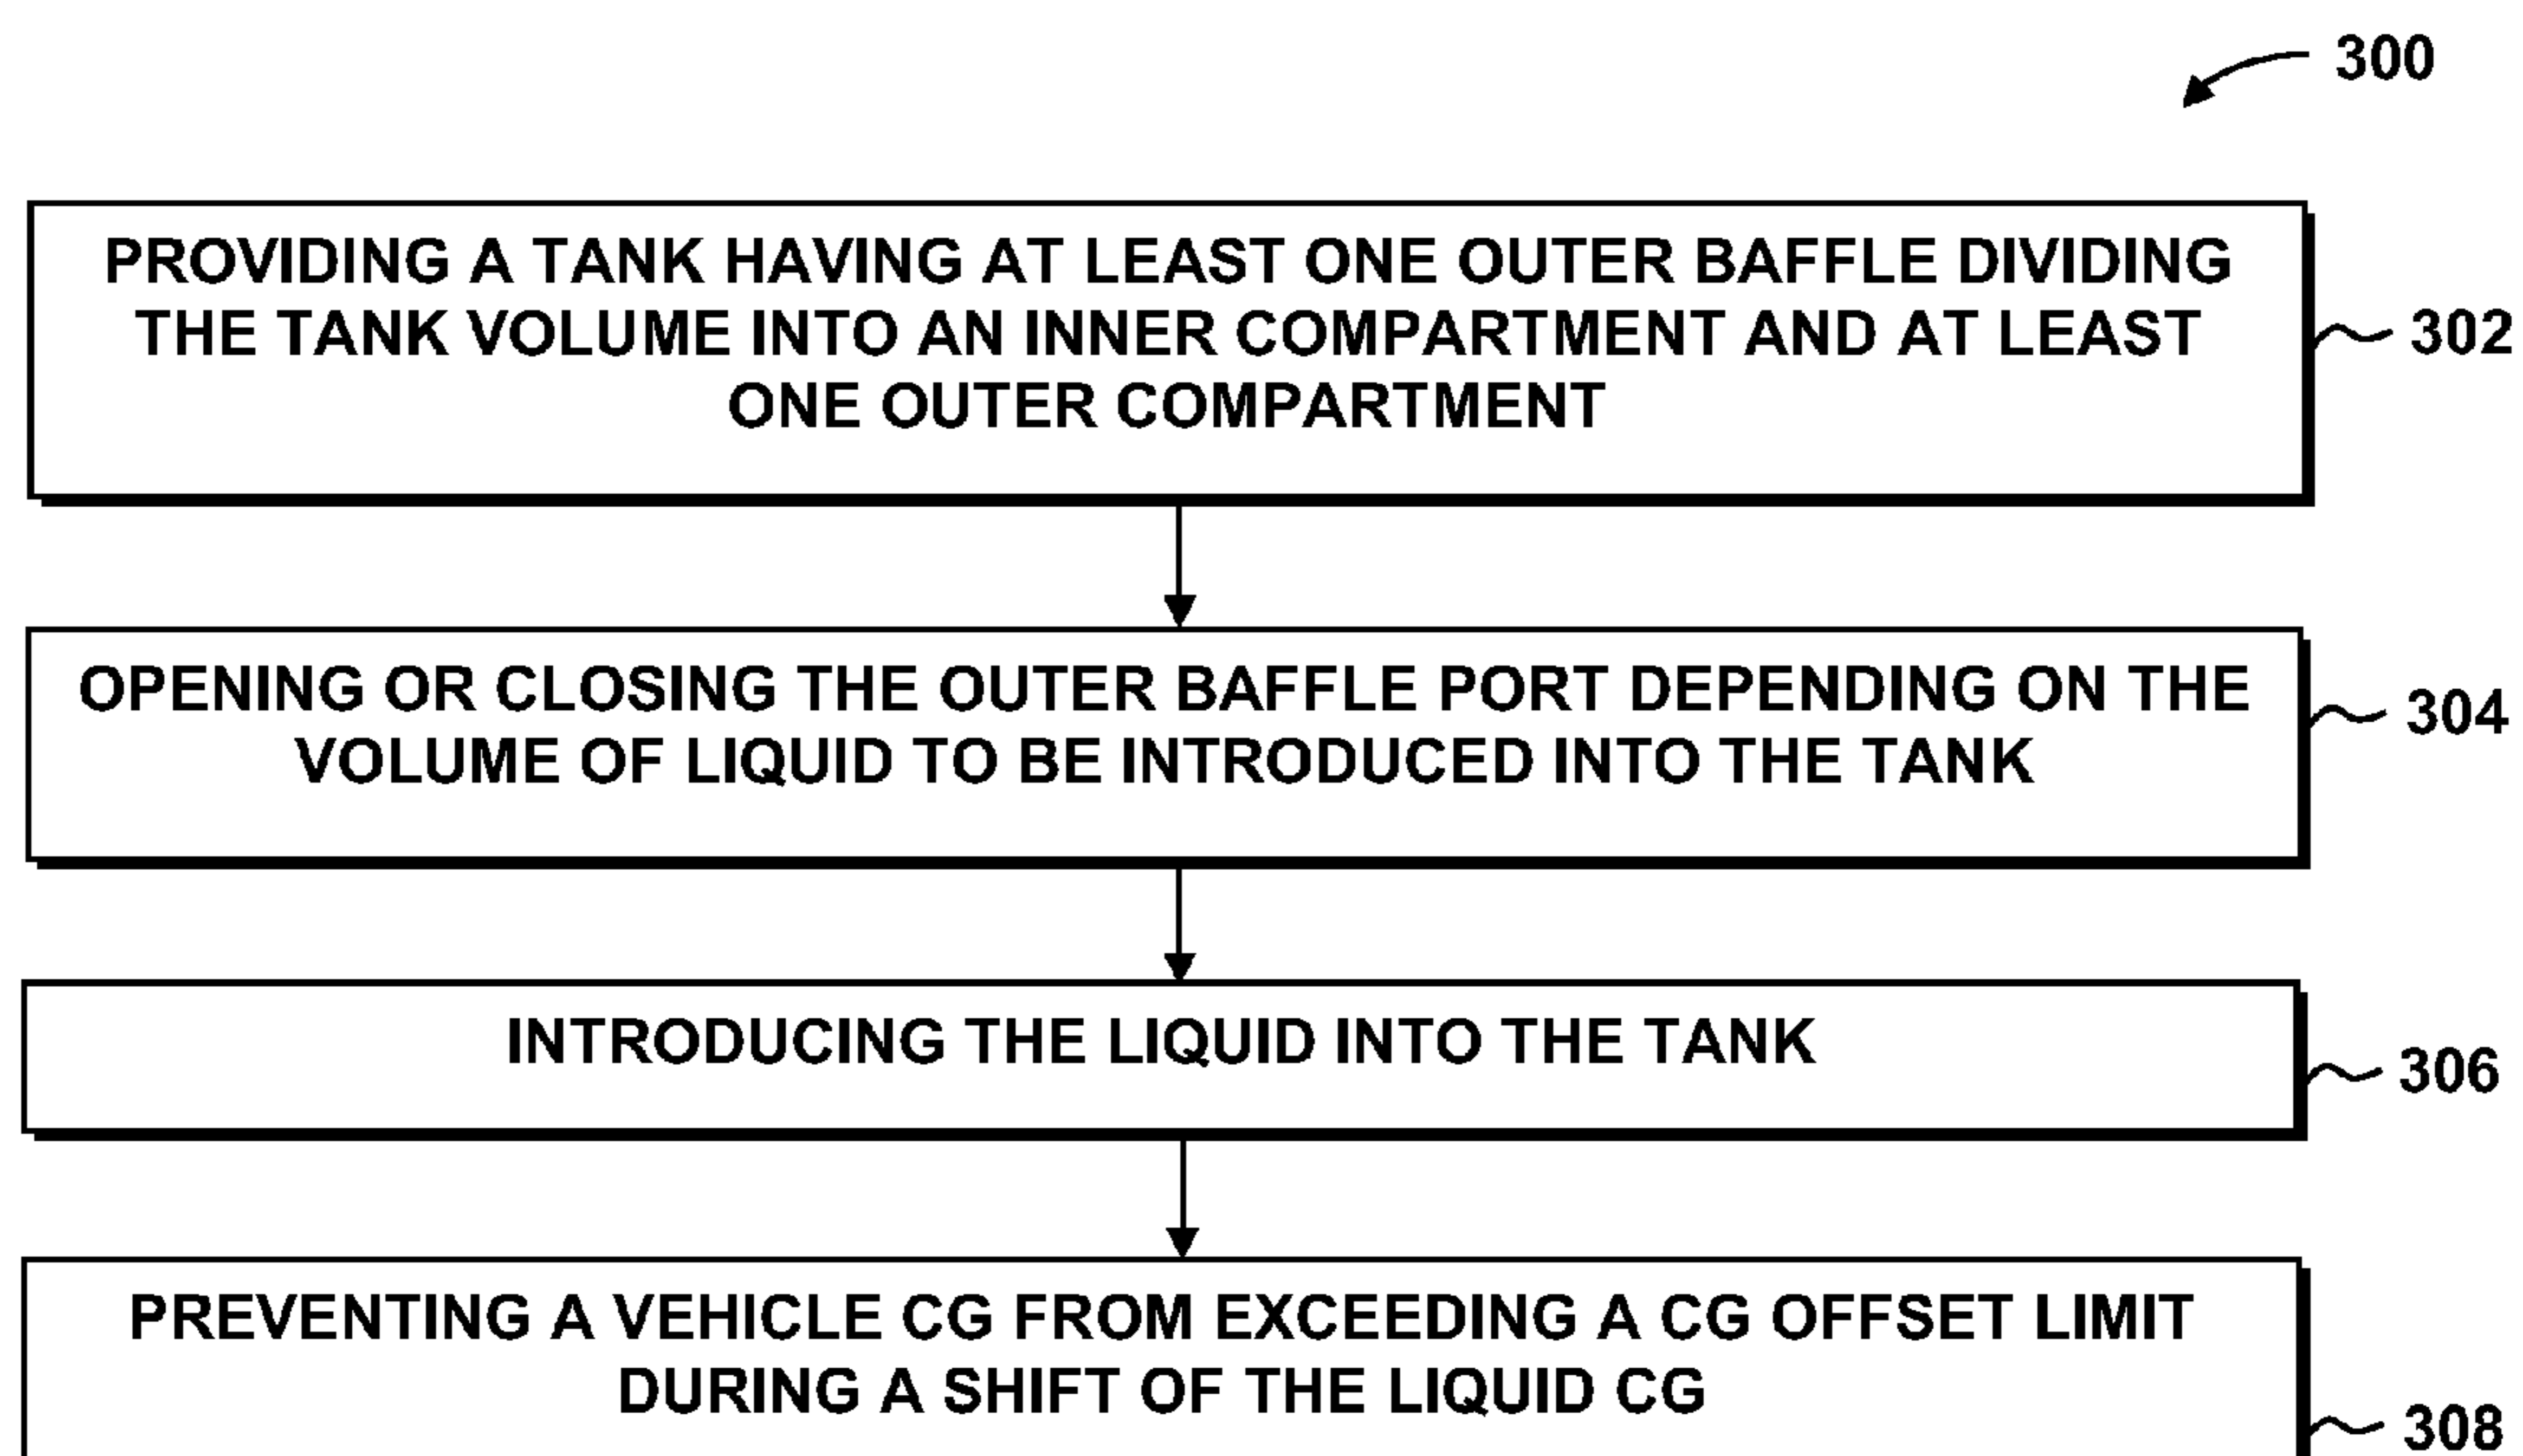 300
PROVIDING A TANK HAVING AT LEAST ONE OUTER BAFFLE DIVIDING
THE TANK VOLUME INTO AN INNER COMPARTMENT AND AT LEAST
ONE OUTER COMPARTMENT
302
OPENING OR CLOSING THE OUTER BAFFLE PORT DEPENDING ON THE
VOLUME OF LIQUID TO BE INTRODUCED INTO THE TANK
304
INTRODUCING THE LIQUID INTO THE TANK
306
PREVENTING A VEHICLE CG FROM EXCEEDING A CG OFFSET LIMIT
DURING A SHIFT OF THE LIQUID CG
308